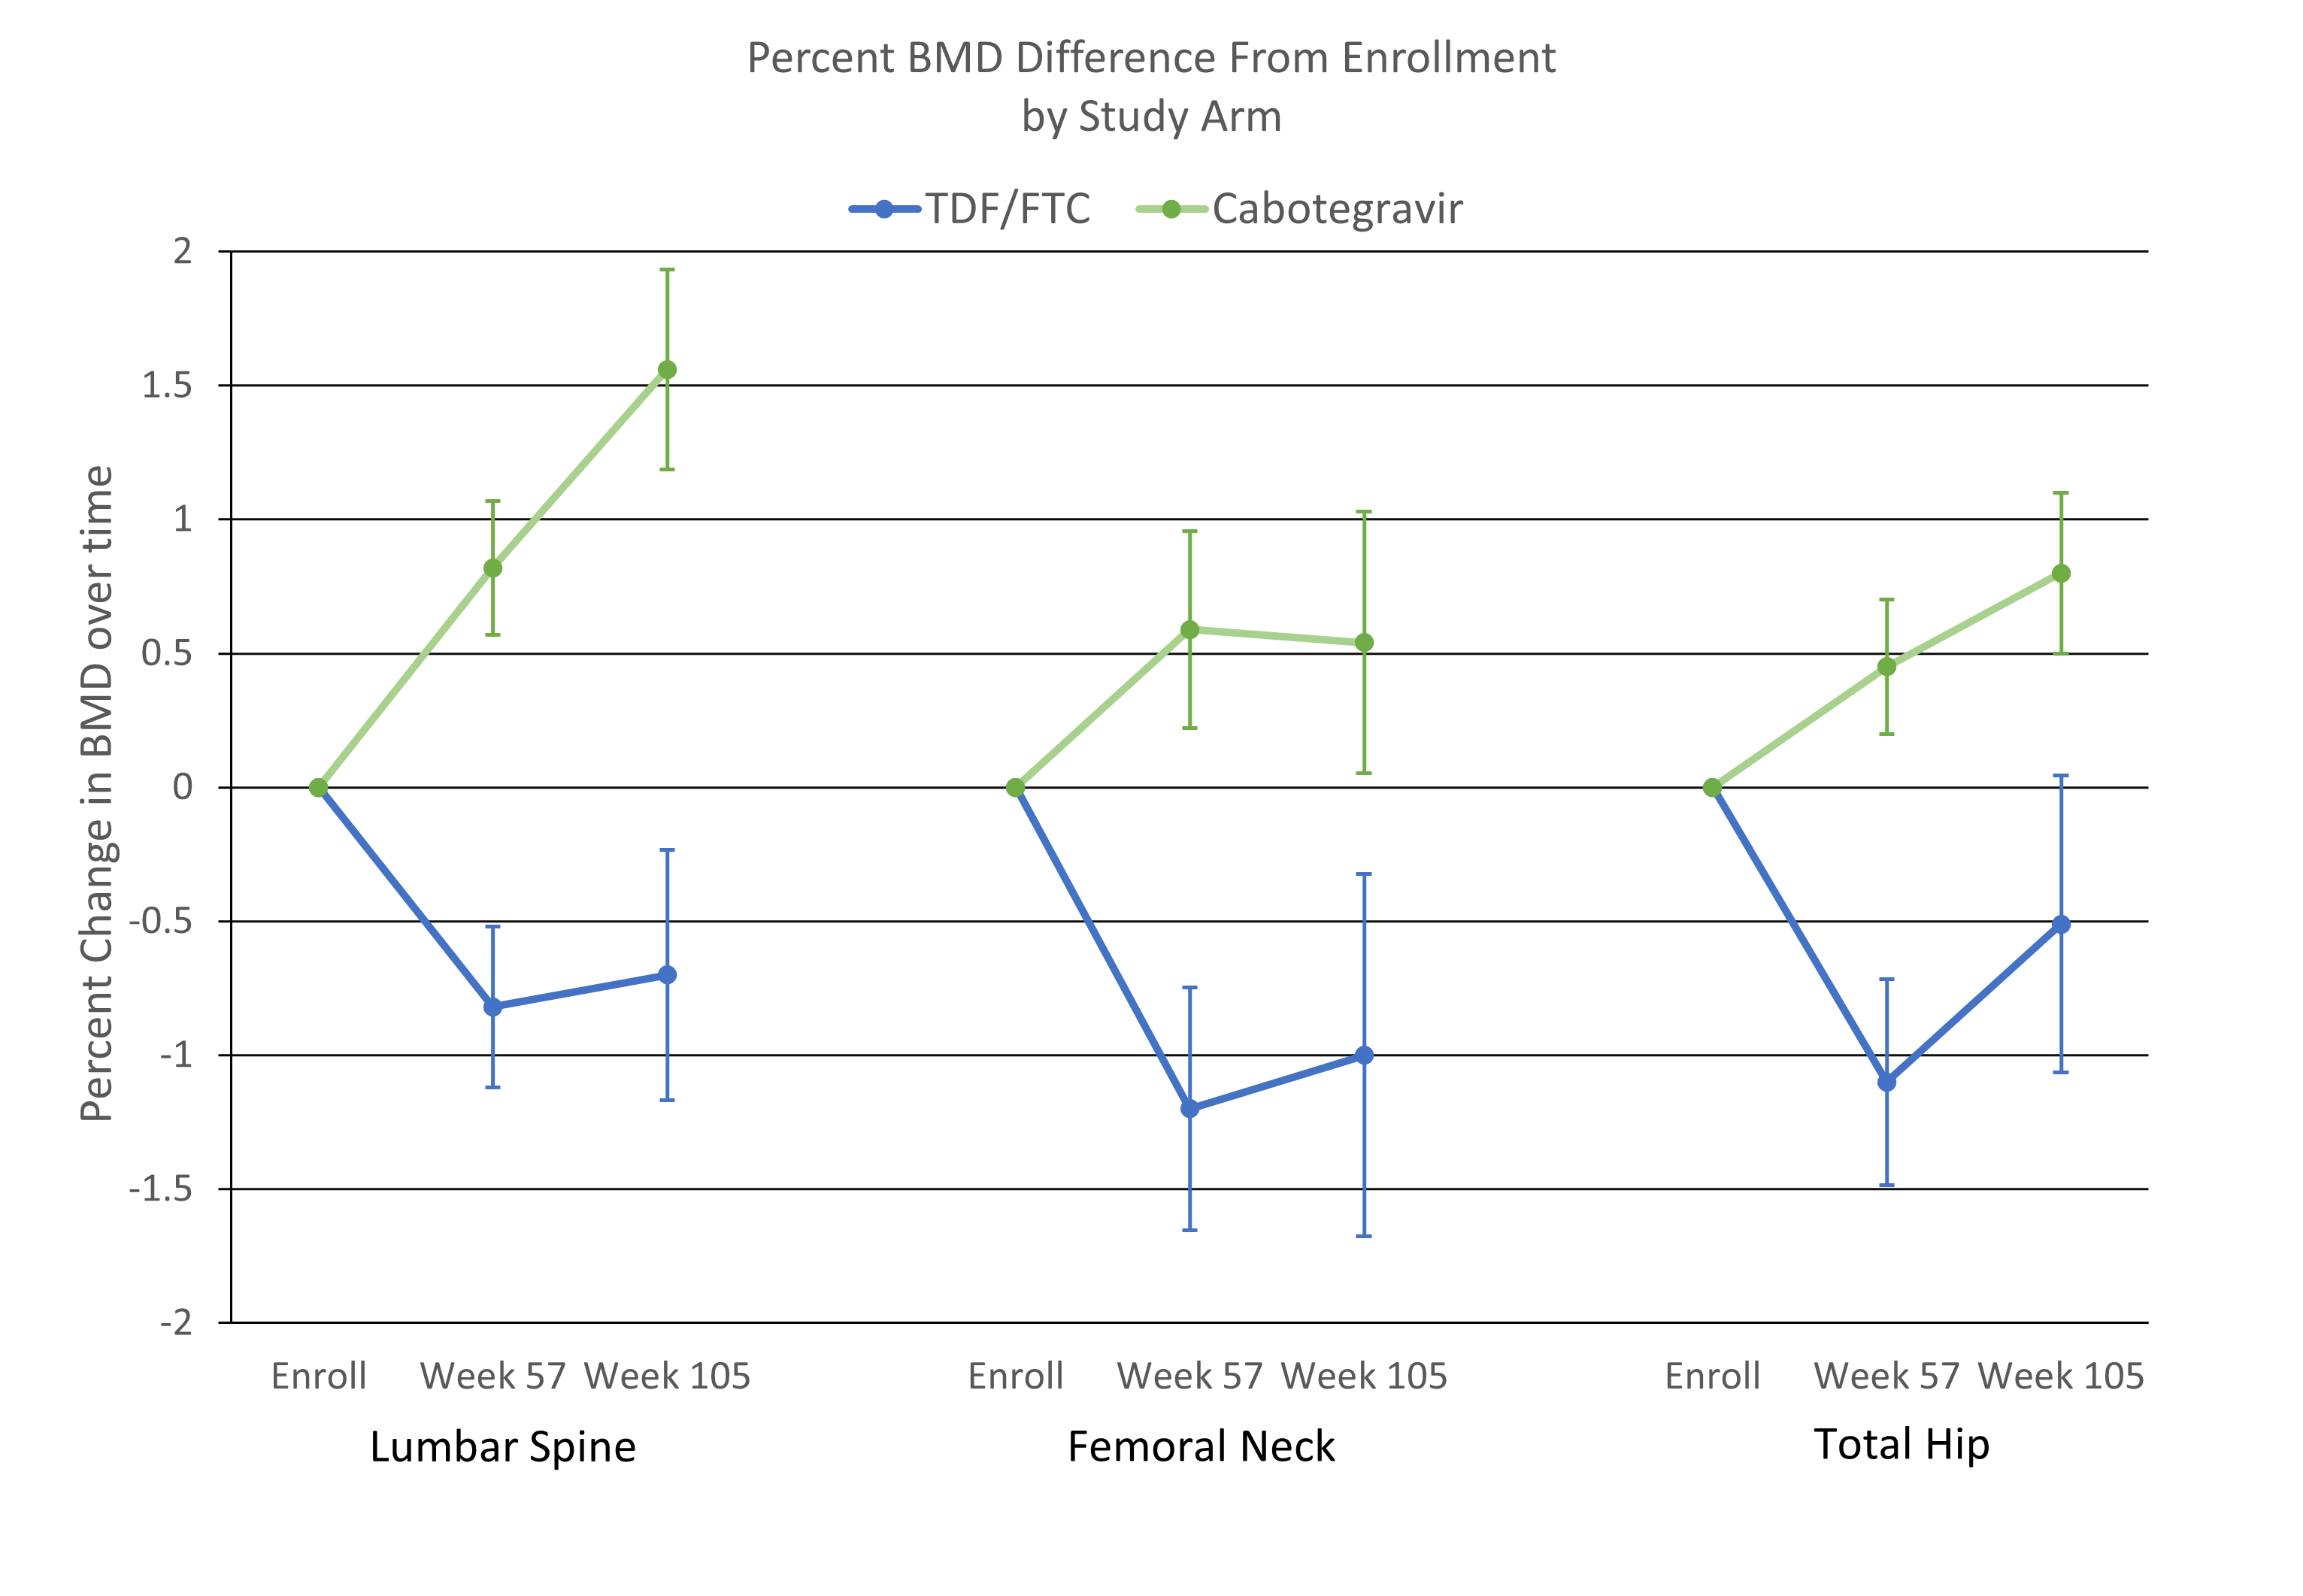 Percent BMD Difference From Enrollment
by Study Arm
TDF/FTC Cabotegravir
Percent Change in BMD over time
2
1.5
1
0.5
0
-0.5
-1
-1.5
-2
Enroll Week 57 Week 105 Enroll Week 57 Week 105 Enroll Week 57 Week 105
Lumbar Spine Femoral Neck Total Hip